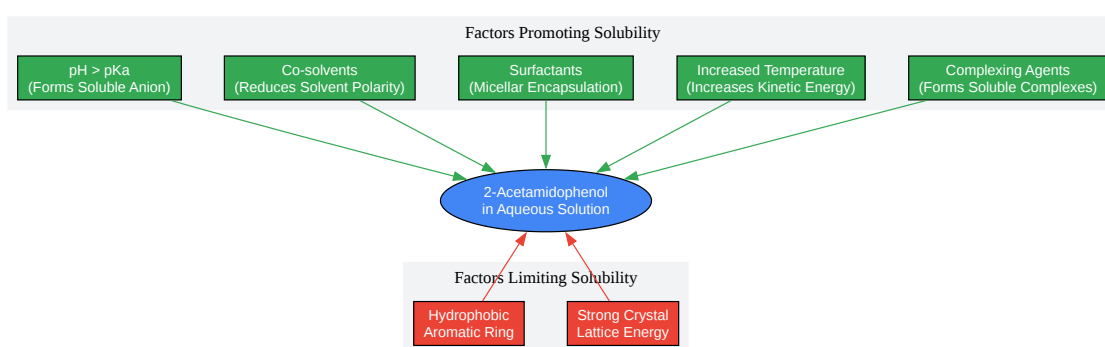 Factors Promoting Solubility
pH > pKa
(Forms Soluble Anion)
Co-solvents
(Reduces Solvent Polarity)
Surfactants
(Micellar Encapsulation)
Increased Temperature
(Increases Kinetic Energy)
Complexing Agents
(Forms Soluble Complexes)
2-Acetamidophenol
in Aqueous Solution
Factors Limiting Solubility
Hydrophobic
Aromatic Ring
Strong Crystal
Lattice Energy